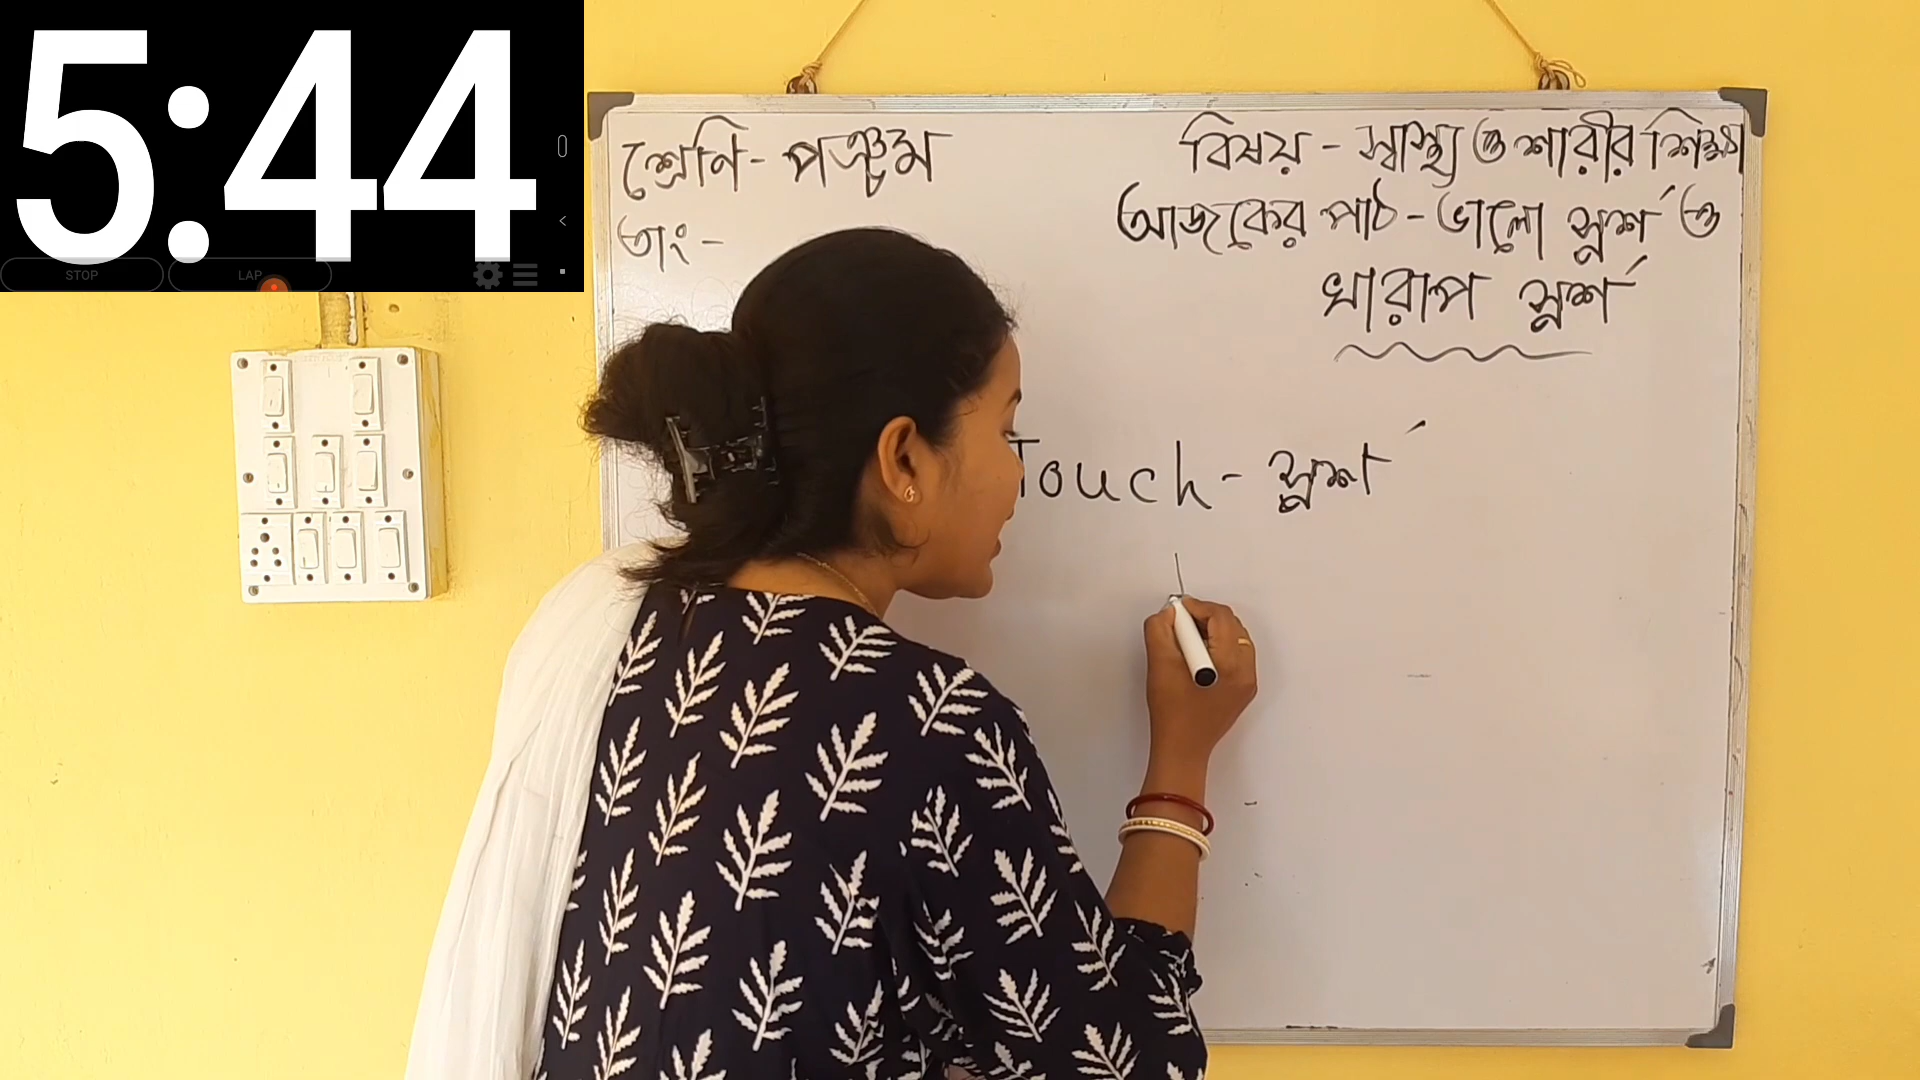 5:44
STOP LAP
শ্রেণি - পঞ্চম
তাং -
বিষয় - স্বাস্থ্য ও শারীর শিক্ষা
আজকের পাঠ - ভালো স্পর্শ ও
খারাপ স্পর্শ
Touch - স্পর্শ